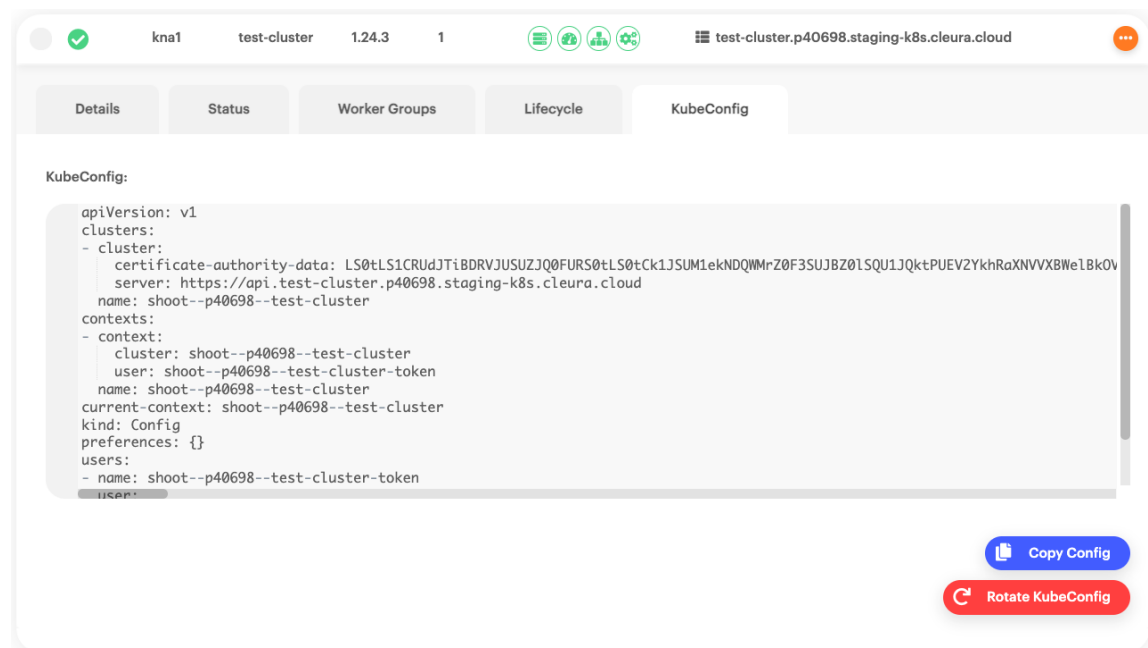 kna1 test-cluster 1.24.3 1 test-cluster.p40698.staging-k8s.cleura.cloud
Details Status Worker Groups Lifecycle KubeConfig
KubeConfig:
apiVersion: v1
clusters:
- cluster:
certificate-authority-data:
server: https://api.test-cluster.p40698.staging-k8s.cleura.cloud
name: shoot--p40698--test-cluster
contexts:
- context:
cluster: shoot--p40698--test-cluster
user: shoot--p40698--test-cluster-token
name: shoot--p40698--test-cluster
current-context: shoot--p40698--test-cluster
kind: Config
preferences: {}
users:
- name: shoot--p40698--test-cluster-token
user:
Copy Config
Rotate KubeConfig